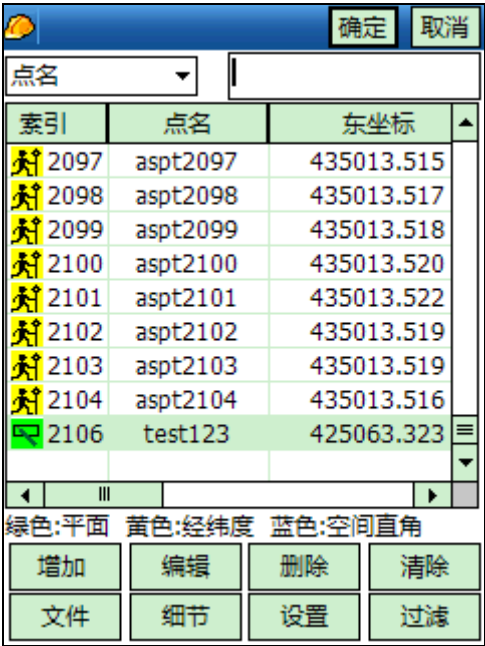 确定 取消
点名
索引 点名 东坐标
2097 aspt2097 435013.515
2098 aspt2098 435013.517
2099 aspt2099 435013.518
2100 aspt2100 435013.520
2101 aspt2101 435013.522
2102 aspt2102 435013.519
2103 aspt2103 435013.519
2104 aspt2104 435013.516
2106 test123 425063.323
绿色:平面 黄色:经纬度 蓝色:空间直角
增加 编辑 删除 清除
文件 细节 设置 过滤